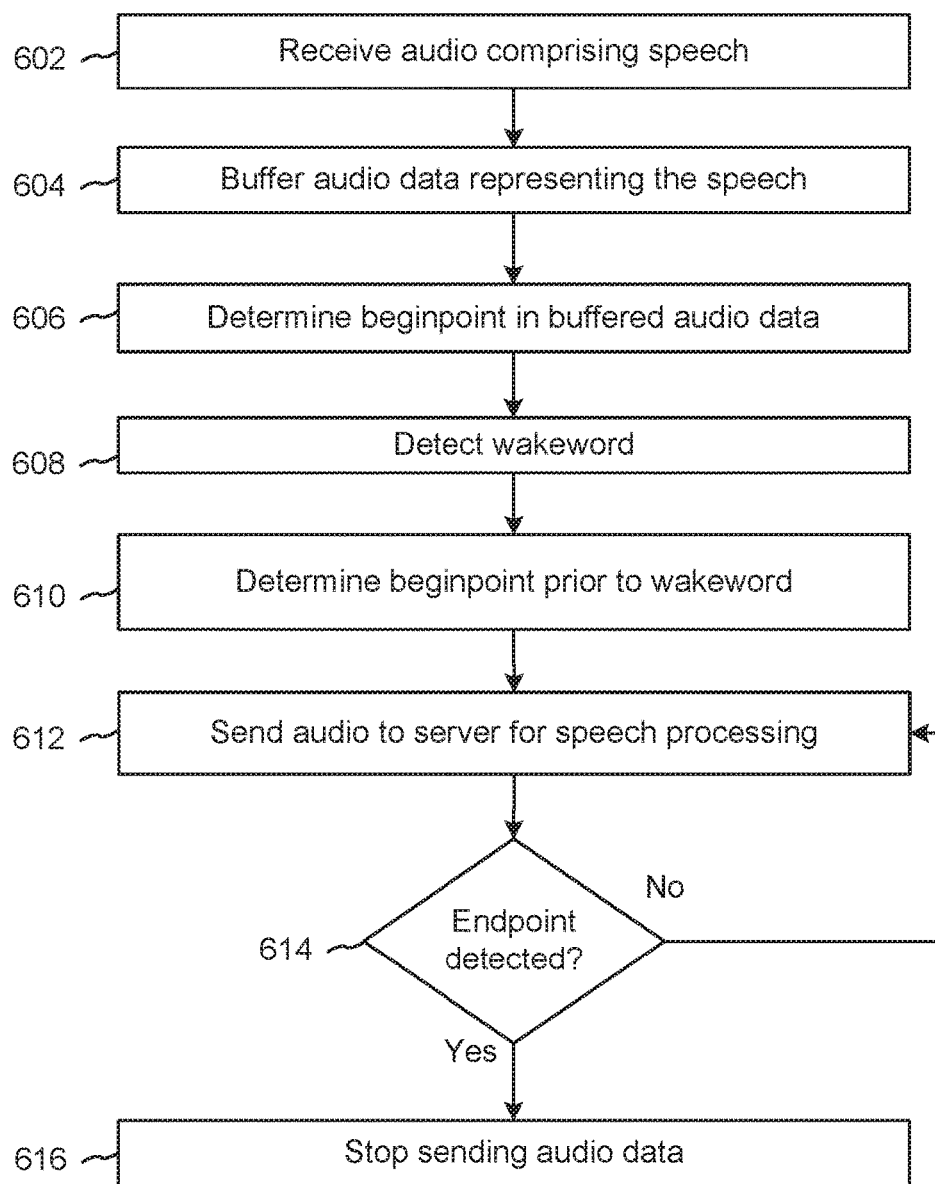 602 Receive audio comprising speech
604 Buffer audio data representing the speech
606 Determine beginpoint in buffered audio data
608 Detect wakeword
610 Determine beginpoint prior to wakeword
612 Send audio to server for speech processing
No
614 Endpoint
detected?
Yes
616 Stop sending audio data